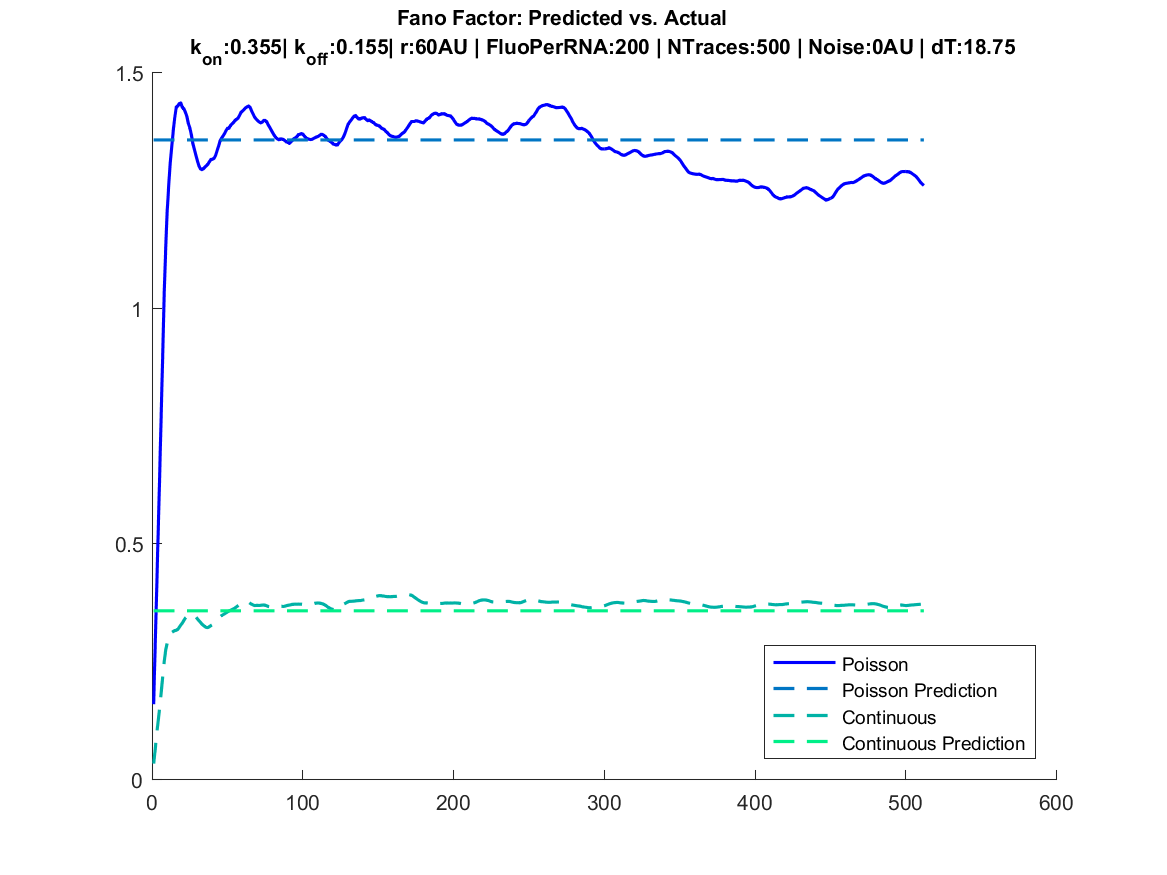 Fano Factor: Predicted vs. Actual
kon:0.355| koff:0.155| r:60AU | FluoPerRNA:200 | NTraces:500 | Noise:0AU | dT:18.75
1.5
1
0.5
0
0 100 200 300 400 500 600
Poisson
Poisson Prediction
Continuous
Continuous Prediction